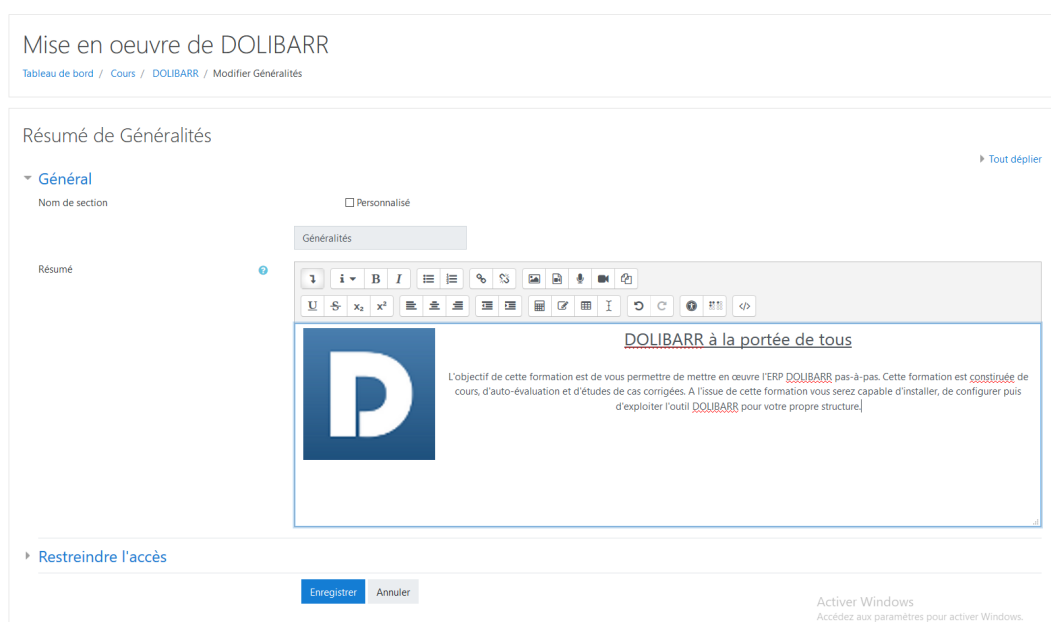 Mise en oeuvre de DOLIBARR
Tableau de bord / Cours / DOLIBARR / Modifier Généralités
Résumé de Généralités
Tout déplier
Général
Nom de section
Personnalisé
Généralités
Résumé
DOLIBARR à la portée de tous
L'objectif de cette formation est de vous permettre de mettre en œuvre l'ERP DOLIBARR pas-à-pas. Cette formation est constiruée de
cours, d'auto-évaluation et d'études de cas corrigées. A l'issue de cette formation vous serez capable d'installer, de configurer puis
d'exploiter l'outil DOLIBARR pour votre propre structure.
D
Restreindre l'accès
Enregistrer Annuler
Activer Windows
Accédez aux paramètres pour activer Windows.